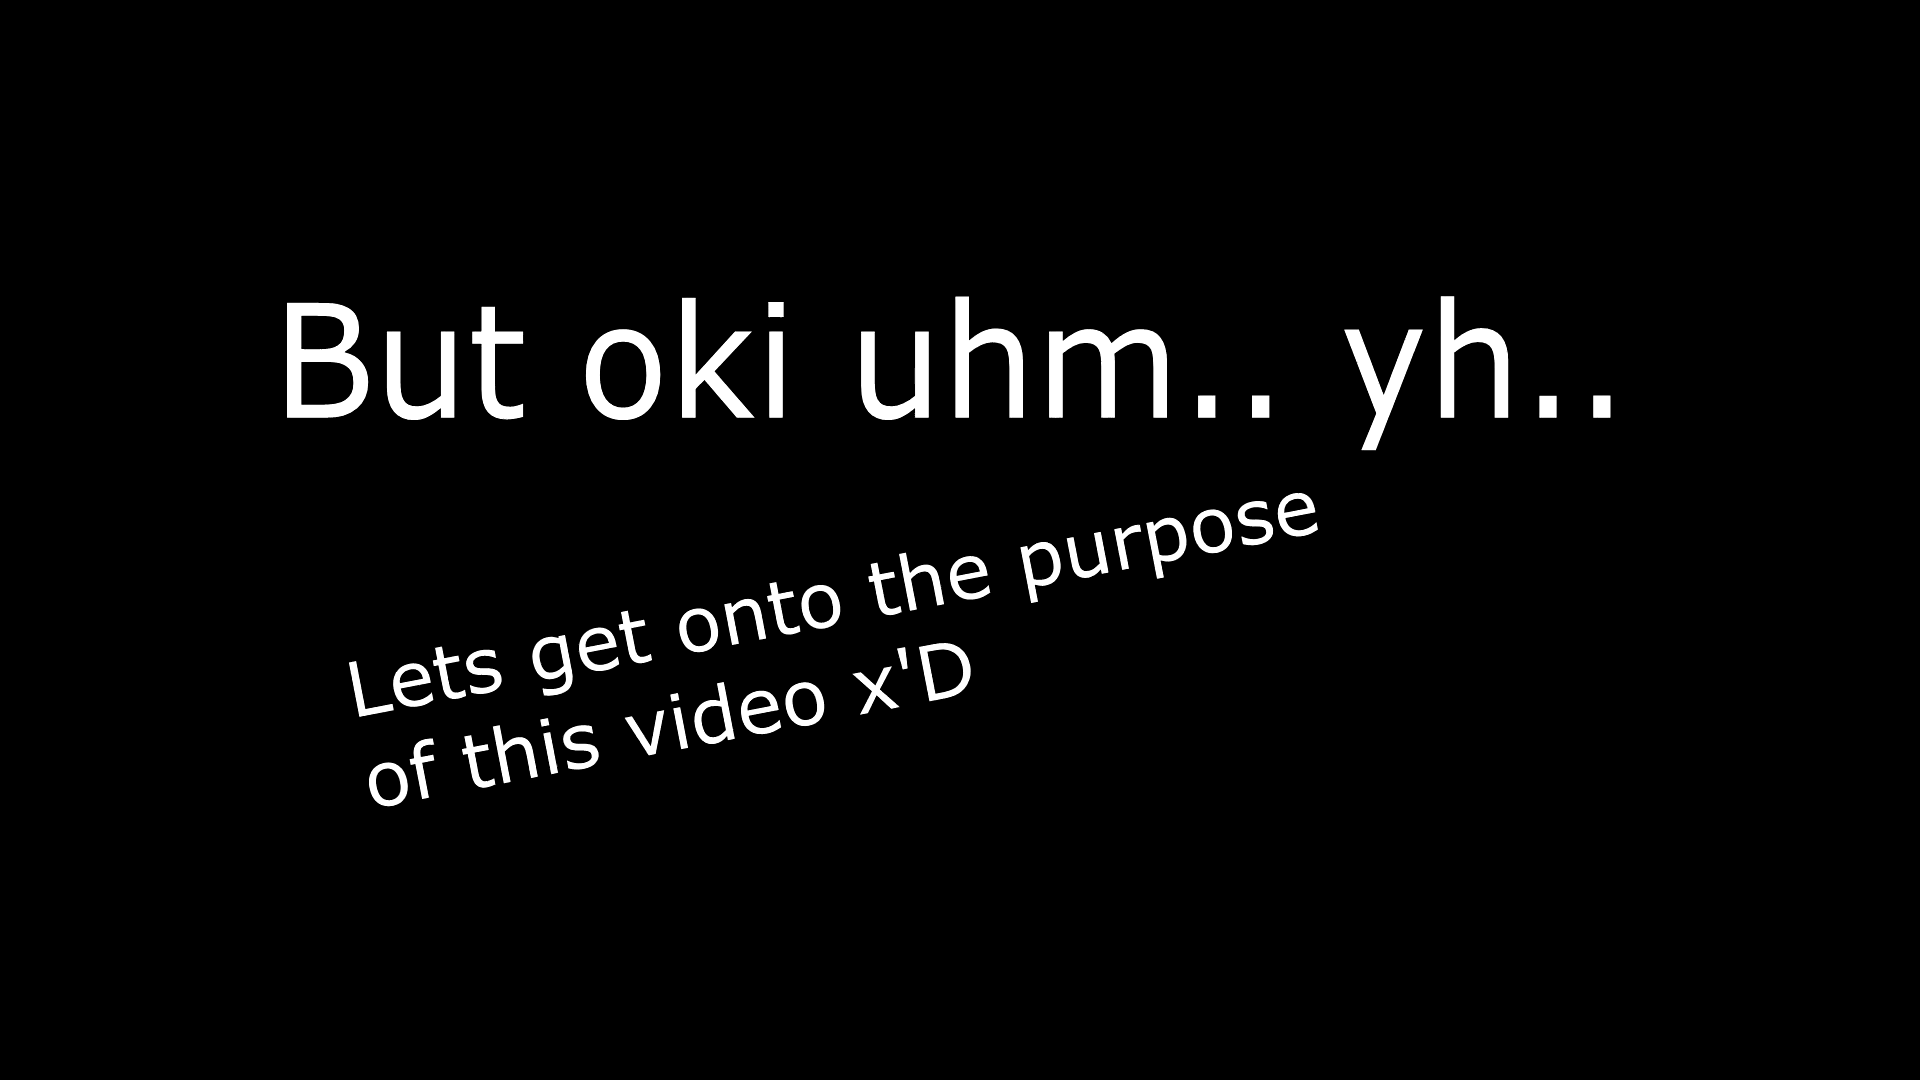 But oki uhm.. yh..
Lets get onto the purpose
of this video x'D